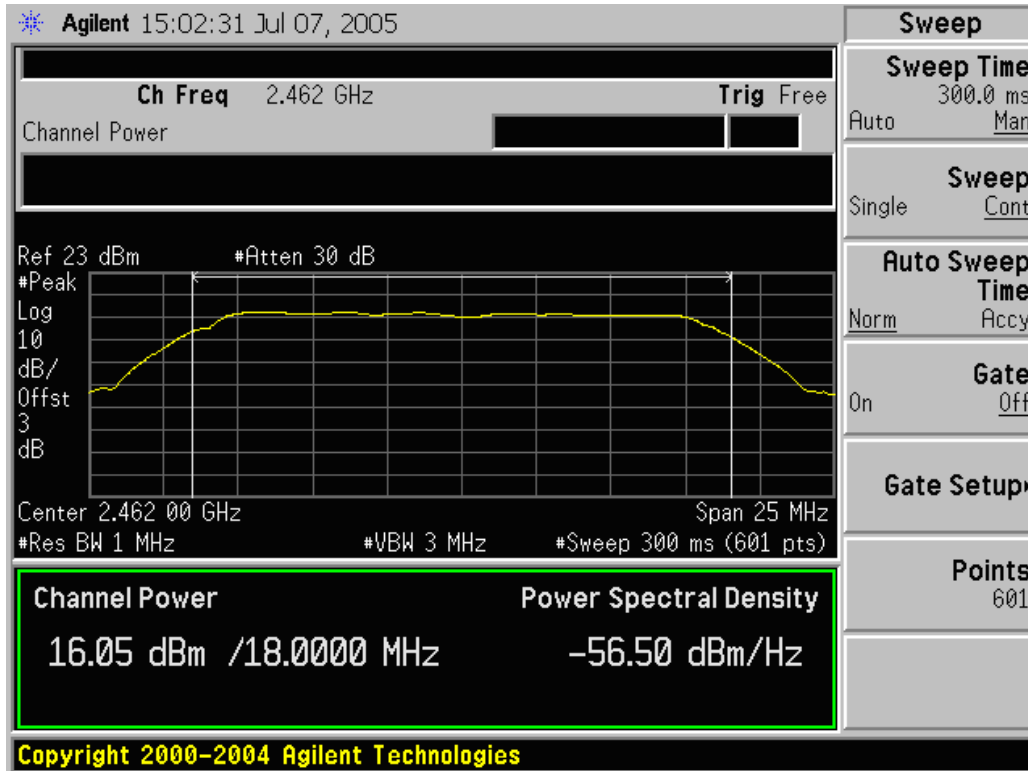 Agilent 15:02:31 Jul 07, 2005
Ch Freq 2.462 GHz Trig Free
Channel Power
Ref 23 dBm #Atten 30 dB
#Peak
Log
10
dB/
Offst
3
dB
Center 2.462 00 GHz Span 25 MHz
#Res BW 1 MHz #VBW 3 MHz #Sweep 300 ms (601 pts)
Channel Power Power Spectral Density
16.05 dBm /18.0000 MHz -56.50 dBm/Hz
Copyright 2000-2004 Agilent Technologies
Sweep
Sweep Time
300.0 ms
Auto Man
Sweep
Single Cont
Auto Sweep
Time
Norm Accy
Gate
On Off
Gate Setup
Points
601